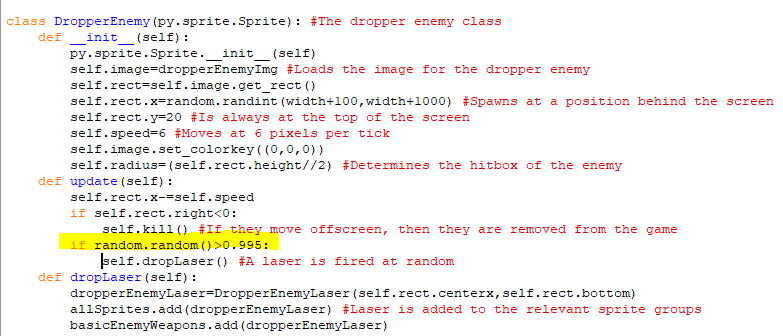 class DropperEnemy(py.sprite.Sprite): #The dropper enemy class
    def __init__(self):
        py.sprite.Sprite.__init__(self)
        self.image=dropperEnemyImg #Loads the image for the dropper enemy
        self.rect=self.image.get_rect()
        self.rect.x=random.randint(width+100,width+1000) #Spawns at a position behind the screen
        self.rect.y=20 #Is always at the top of the screen
        self.speed=6 #Moves at 6 pixels per tick
        self.image.set_colorkey((0,0,0))
        self.radius=(self.rect.height//2) #Determines the hitbox of the enemy
    def update(self):
        self.rect.x-=self.speed
        if self.rect.right<0:
            self.kill() #If they move offscreen, then they are removed from the game
        if random.random()>0.995:
            self.dropLaser() #A laser is fired at random
    def dropLaser(self):
        dropperEnemyLaser=DropperEnemyLaser(self.rect.centerx,self.rect.bottom)
        allSprites.add(dropperEnemyLaser) #Laser is added to the relevant sprite groups
        basicEnemyWeapons.add(dropperEnemyLaser)